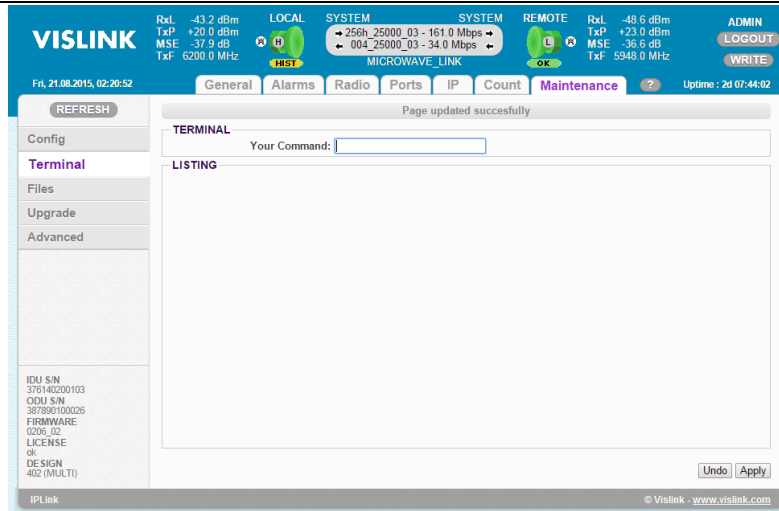 VISLINK
Fri, 21.08.2015, 02:20:52
RxL -43.2 dBm
TxP +20.0 dBm
MSE -37.9 dB
TxF 6200.0 MHz
LOCAL
H
HIST
SYSTEM SYSTEM
256h_25000_03 - 161.0 Mbps
004_25000_03 - 34.0 Mbps
MICROWAVE_LINK
REMOTE
L
OK
RxL -48.6 dBm
TxP +23.0 dBm
MSE -36.6 dB
TxF 5948.0 MHz
ADMIN
LOGOUT
WRITE
General Alarms Radio Ports IP Count Maintenance ?
Uptime : 2d 07:44:02
REFRESH
Config
Terminal
Files
Upgrade
Advanced
Page updated succesfully
TERMINAL
Your Command:
LISTING
IDU S/N
376140200103
ODU S/N
387890100026
FIRMWARE
0206_02
LICENSE
ok
DESIGN
402 (MULTI)
Undo Apply
IPLink
© Vislink - www.vislink.com